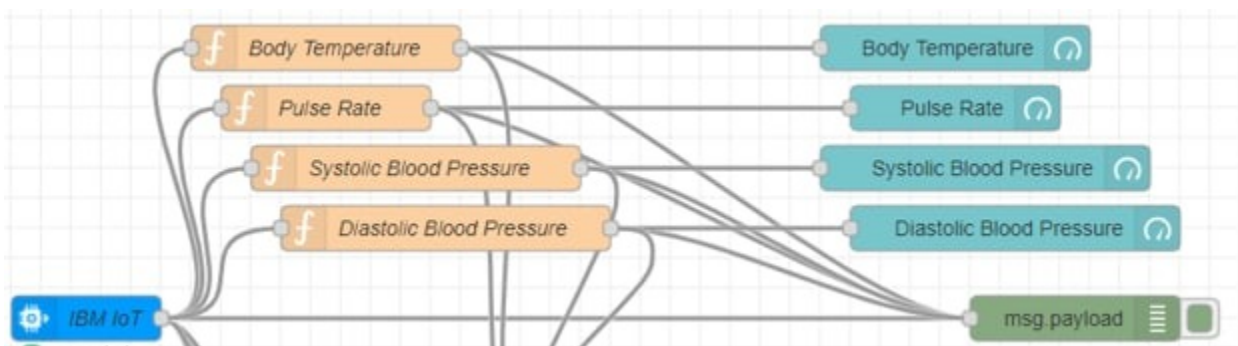 Body Temperature
Body Temperature
Pulse Rate
Pulse Rate
Systolic Blood Pressure
Systolic Blood Pressure
Diastolic Blood Pressure
Diastolic Blood Pressure
IBM IoT
msg.payload